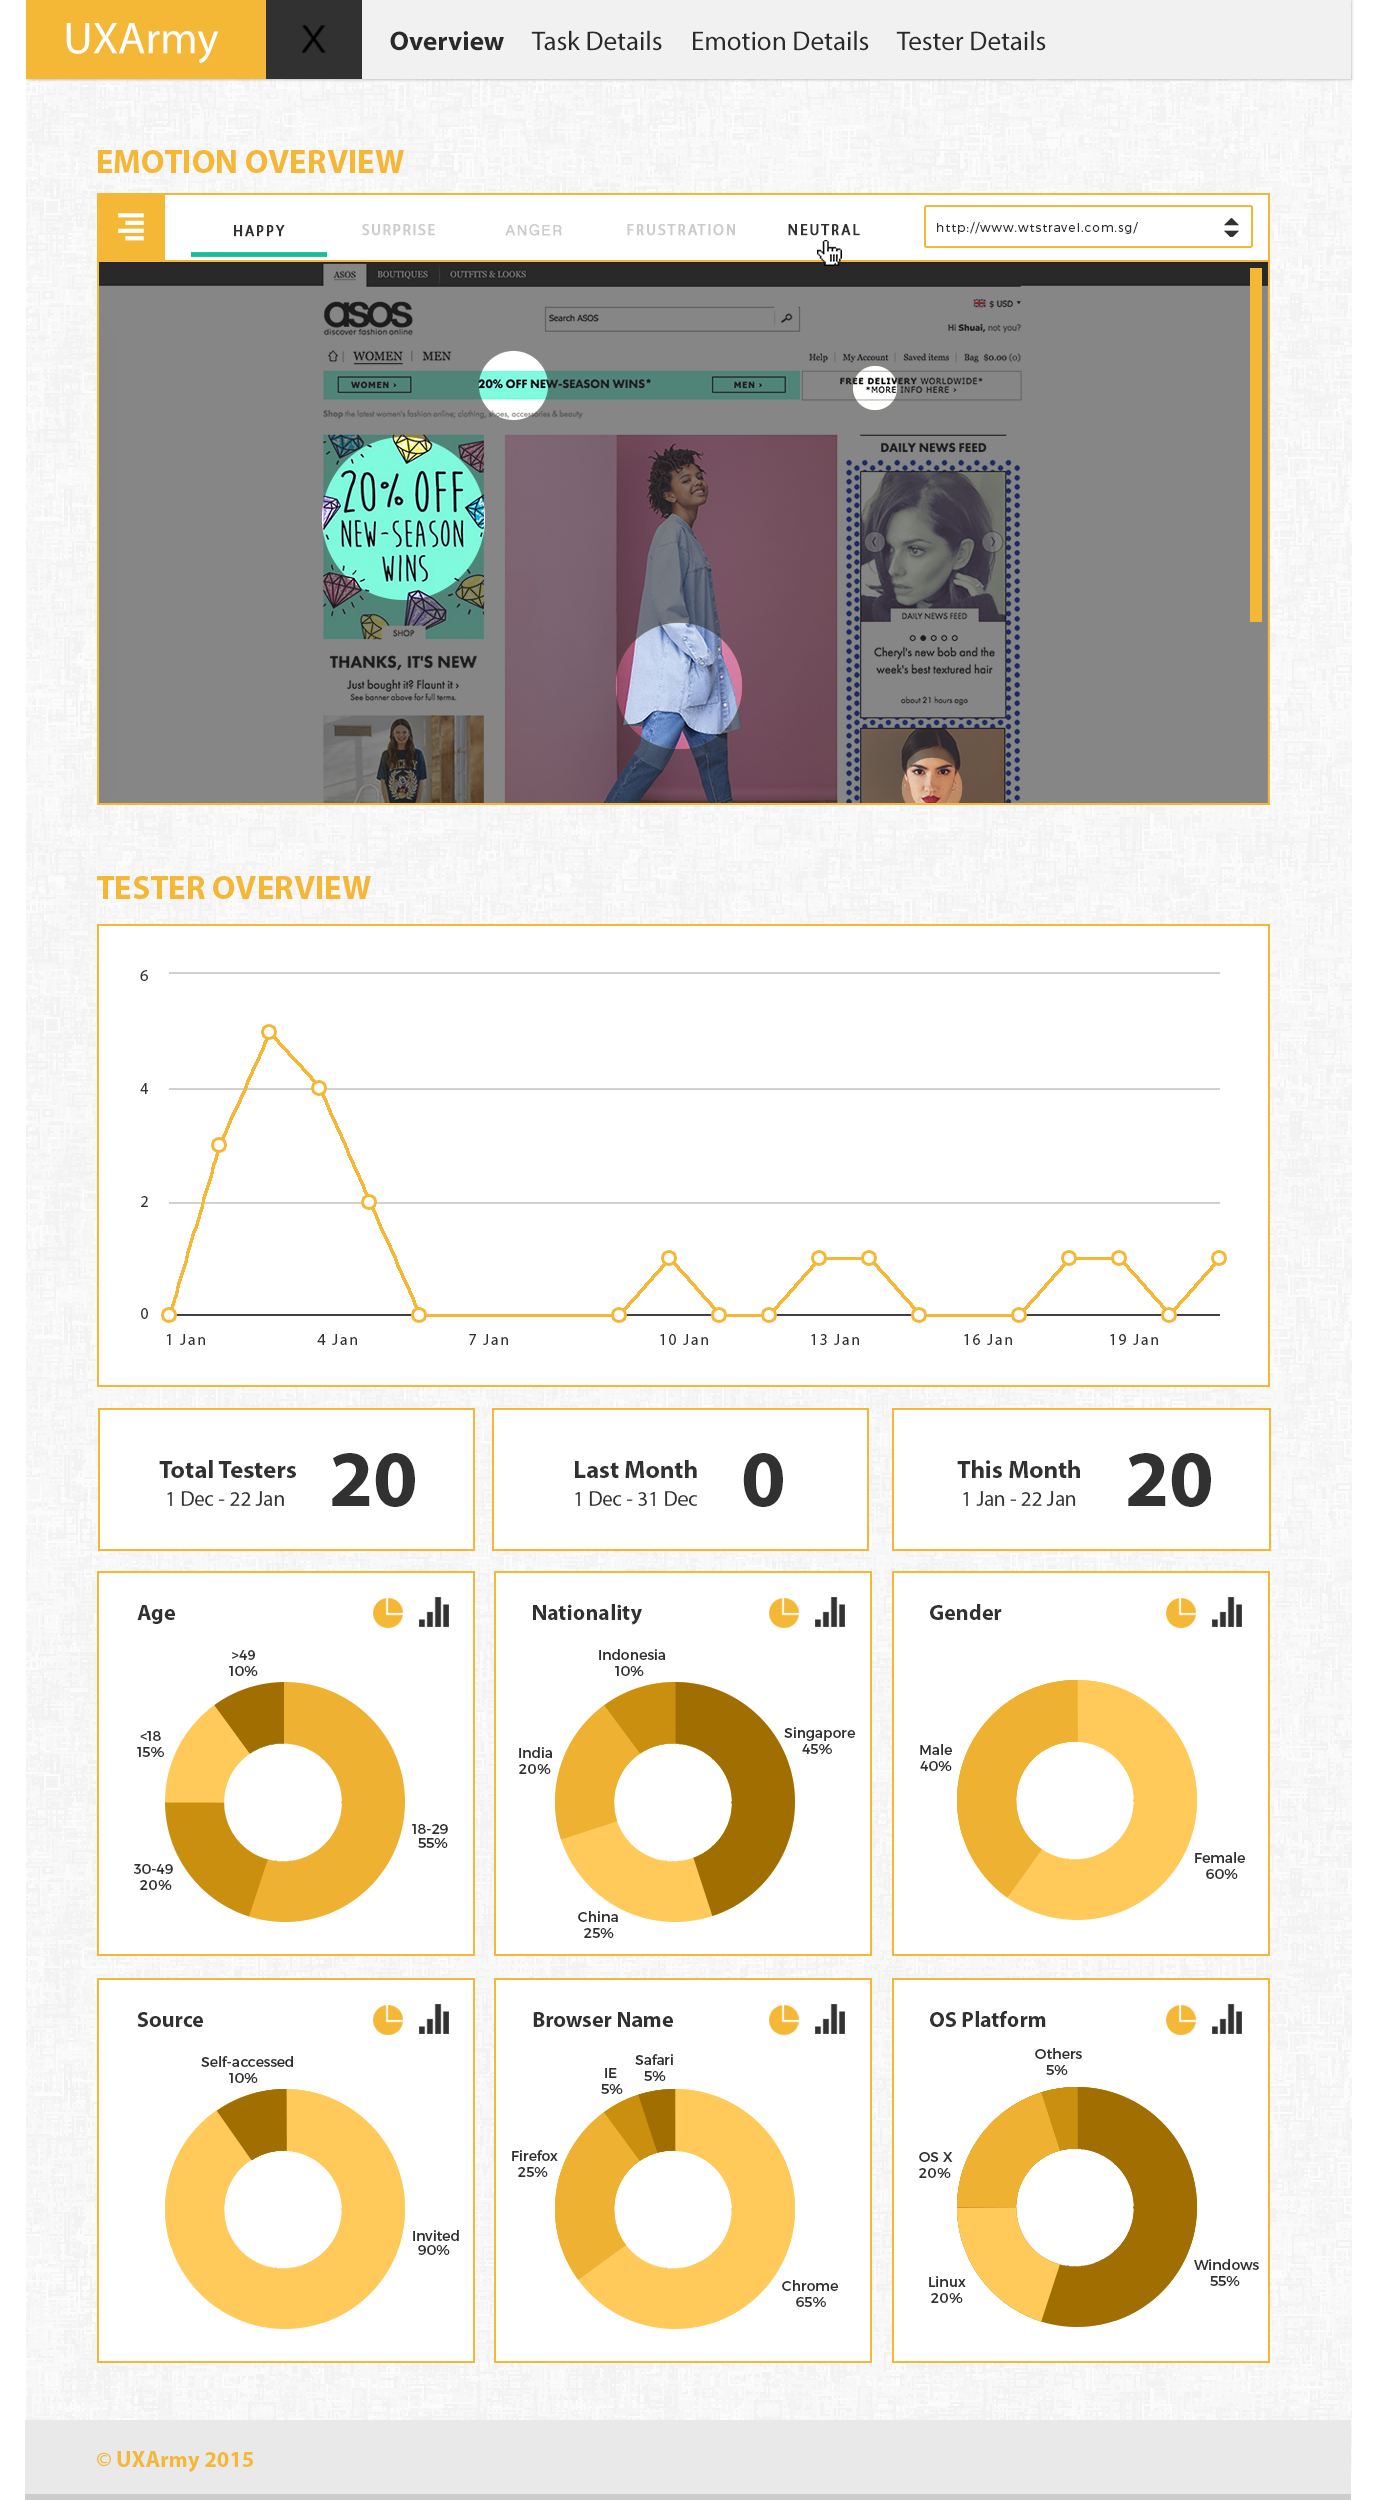 UXArmy
X
Overview Task Details Emotion Details Tester Details
EMOTION OVERVIEW
HAPPY SURPRISE ANGER FRUSTRATION NEUTRAL
http://www.wtstravel.com.sg/
ASOS BOUTIQUES OUTFITS & LOOKS
asos
discover fashion online
Search ASOS
$ USD
Hi Shuai, not you?
WOMEN MEN
Help My Account Saved items Bag $0.00 (0)
WOMEN ›
20% OFF NEW-SEASON WINS*
MEN ›
FREE DELIVERY WORLDWIDE*
*MORE INFO HERE ›
Shop the latest women's fashion online; clothing, shoes, accessories & beauty
20% OFF
NEW-SEASON
WINS
SHOP
THANKS, IT'S NEW
Just bought it? Flaunt it ›
See banner above for full terms.
DAILY NEWS FEED
DAILY NEWS FEED
Cheryl's new bob and the
week's best textured hair
about 21 hours ago
TESTER OVERVIEW
6
4
2
0
1 Jan 4 Jan 7 Jan 10 Jan 13 Jan 16 Jan 19 Jan
Total Testers
1 Dec - 22 Jan
20
Last Month
1 Dec - 31 Dec
0
This Month
1 Jan - 22 Jan
20
Age
>49
10%
<18
15%
18-29
55%
30-49
20%
Nationality
Indonesia
10%
Singapore
45%
India
20%
China
25%
Gender
Male
40%
Female
60%
Source
Self-accessed
10%
Invited
90%
Browser Name
Safari
5%
IE
5%
Firefox
25%
Chrome
65%
OS Platform
Others
5%
OS X
20%
Linux
20%
Windows
55%
© UXArmy 2015